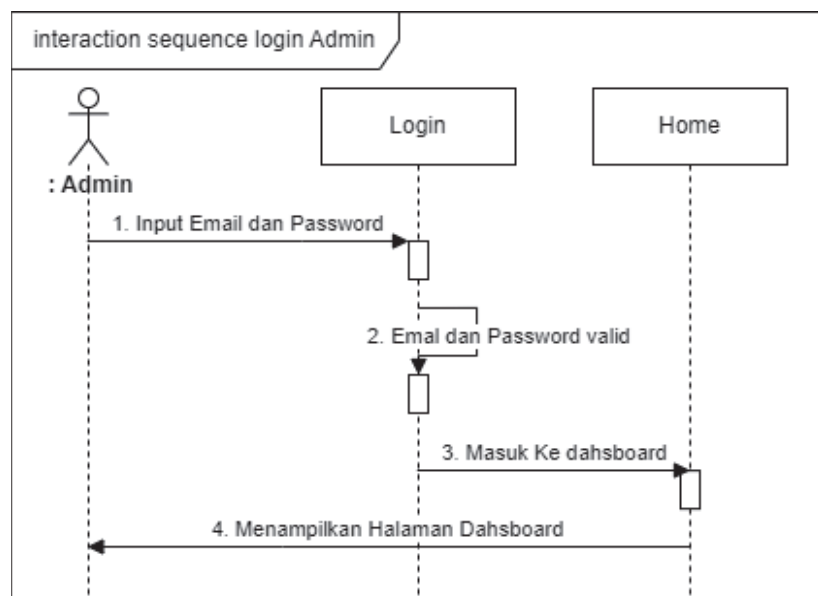 interaction sequence login Admin
: Admin
Login
Home
1. Input Email dan Password
2. Emal dan Password valid
3. Masuk Ke dahsboard
4. Menampilkan Halaman Dahsboard